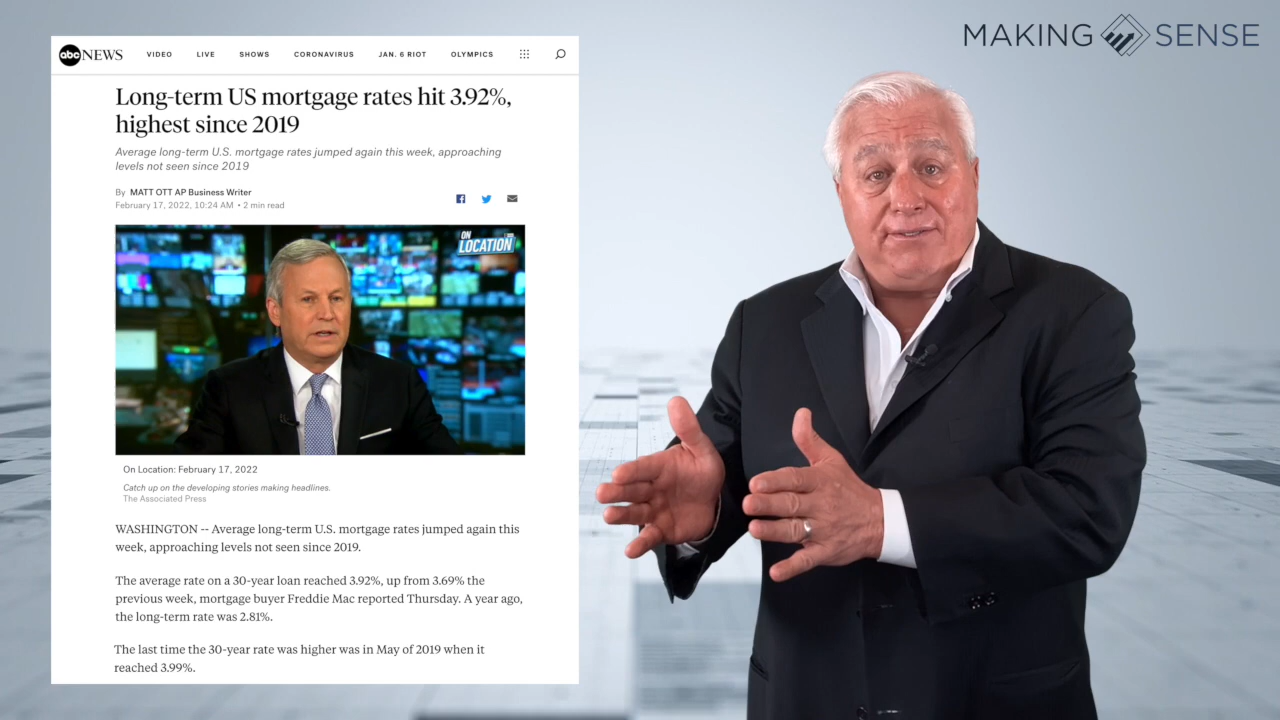 MAKING SENSE
abc NEWS
VIDEO LIVE SHOWS CORONAVIRUS JAN. 6 RIOT OLYMPICS
Long-term US mortgage rates hit 3.92%,
highest since 2019
Average long-term U.S. mortgage rates jumped again this week, approaching
levels not seen since 2019
By MATT OTT AP Business Writer
February 17, 2022, 10:24 AM • 2 min read
ON
LOCATION
On Location: February 17, 2022
Catch up on the developing stories making headlines.
The Associated Press
WASHINGTON -- Average long-term U.S. mortgage rates jumped again this
week, approaching levels not seen since 2019.
The average rate on a 30-year loan reached 3.92%, up from 3.69% the
previous week, mortgage buyer Freddie Mac reported Thursday. A year ago,
the long-term rate was 2.81%.
The last time the 30-year rate was higher was in May of 2019 when it
reached 3.99%.